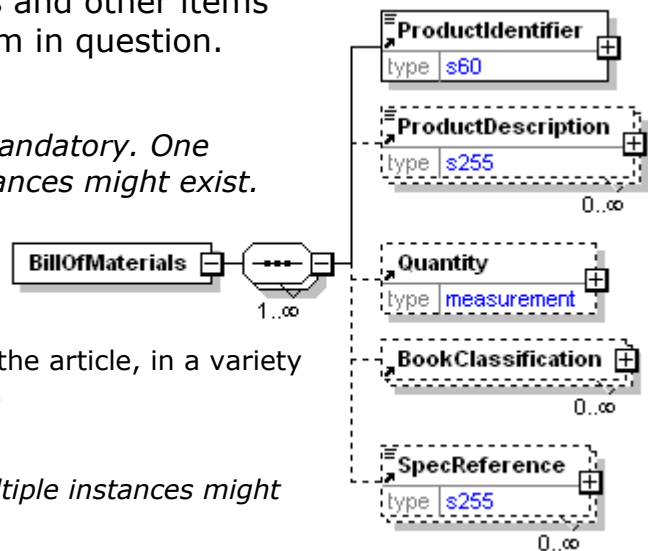 s and other items
m in question.
andatory. One
ances might exist.
BillOfMaterials
1..∞
ProductIdentifier
type s60
ProductDescription
type s255
0..∞
Quantity
type measurement
BookClassification
0..∞
SpecReference
type s255
0..∞
the article, in a variety
ltiple instances might